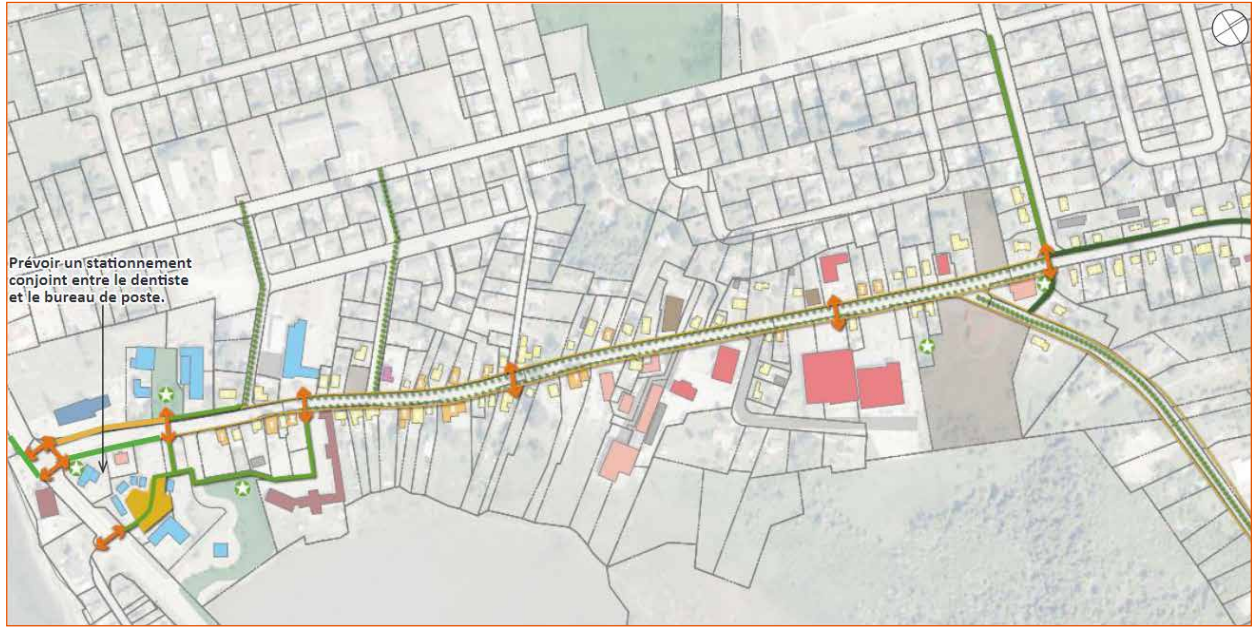 Prévoir un stationnement
conjoint entre le dentiste
et le bureau de poste.